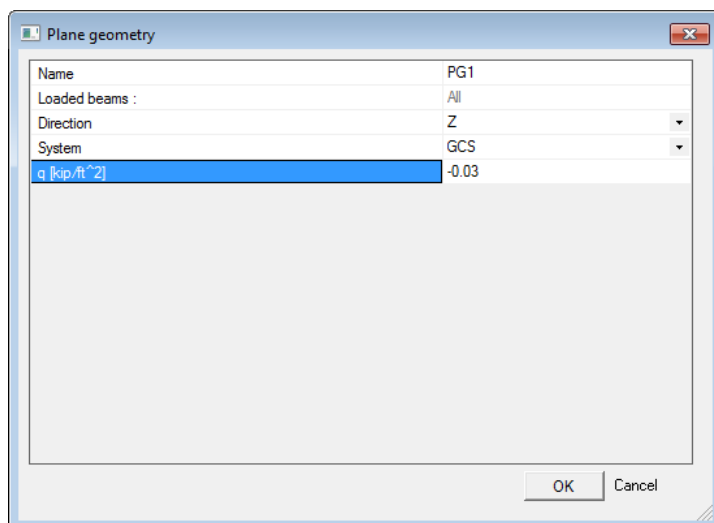 Plane geometry
Name PG1
Loaded beams : All
Direction Z
System GCS
q [kip/ft^2] -0.03
OK Cancel